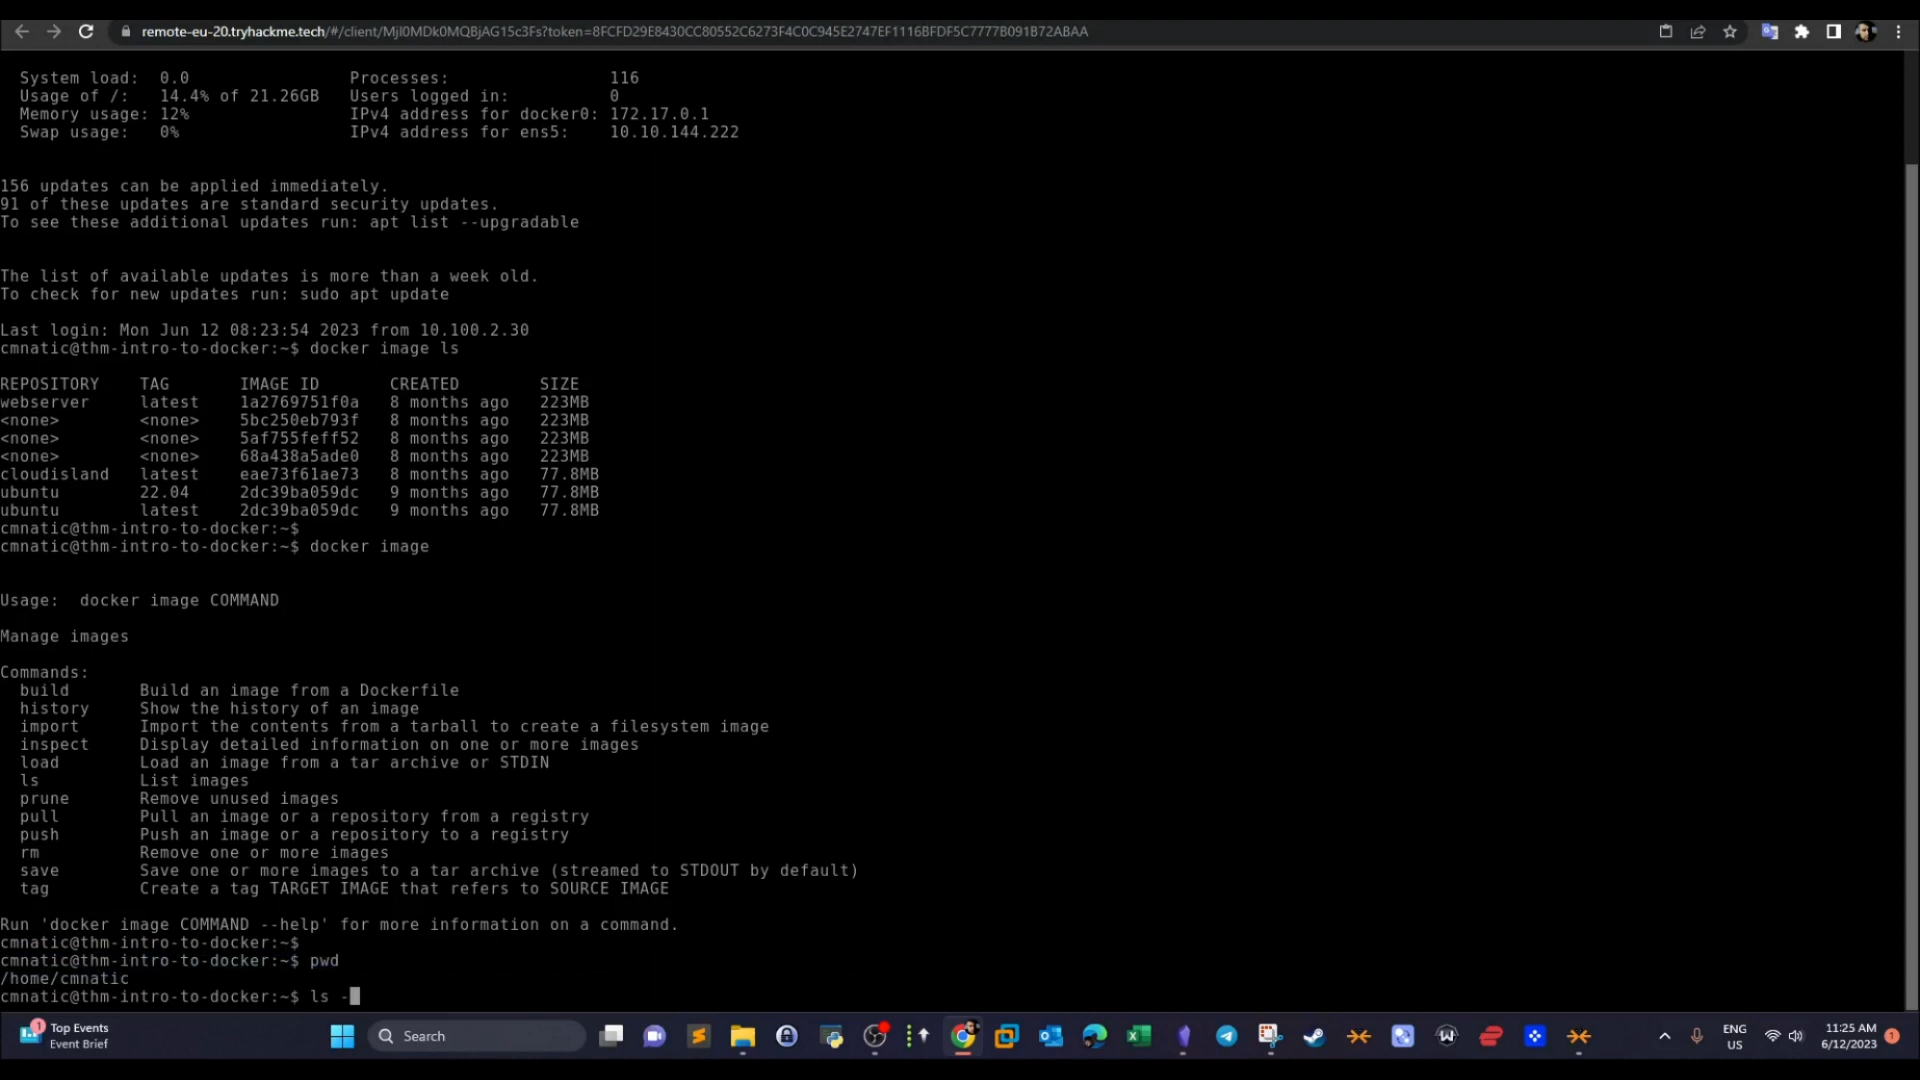 remote-eu-20.tryhackme.tech/#/client/MjI0MDk0MQBjAG15c3Fs?token=8FCFD29E8430CC80552C6273F4C0C945E2747EF1116BFDF5C7777B091B72ABAA
System load: 0.0 Processes: 116
Usage of /: 14.4% of 21.26GB Users logged in: 0
Memory usage: 12% IPv4 address for docker0: 172.17.0.1
Swap usage: 0% IPv4 address for ens5: 10.10.144.222
156 updates can be applied immediately.
91 of these updates are standard security updates.
To see these additional updates run: apt list --upgradable
The list of available updates is more than a week old.
To check for new updates run: sudo apt update
Last login: Mon Jun 12 08:23:54 2023 from 10.100.2.30
cmnatic@thm-intro-to-docker:~$ docker image ls
REPOSITORY TAG IMAGE ID CREATED SIZE
webserver latest 1a2769751f0a 8 months ago 223MB
<none> <none> 5bc250eb793f 8 months ago 223MB
<none> <none> 5af755feff52 8 months ago 223MB
<none> <none> 68a438a5ade0 8 months ago 223MB
cloudisland latest eae73f61ae73 8 months ago 77.8MB
ubuntu 22.04 2dc39ba059dc 9 months ago 77.8MB
ubuntu latest 2dc39ba059dc 9 months ago 77.8MB
cmnatic@thm-intro-to-docker:~$
cmnatic@thm-intro-to-docker:~$ docker image
Usage: docker image COMMAND
Manage images
Commands:
build Build an image from a Dockerfile
history Show the history of an image
import Import the contents from a tarball to create a filesystem image
inspect Display detailed information on one or more images
load Load an image from a tar archive or STDIN
ls List images
prune Remove unused images
pull Pull an image or a repository from a registry
push Push an image or a repository to a registry
rm Remove one or more images
save Save one or more images to a tar archive (streamed to STDOUT by default)
tag Create a tag TARGET IMAGE that refers to SOURCE IMAGE
Run 'docker image COMMAND --help' for more information on a command.
cmnatic@thm-intro-to-docker:~$
cmnatic@thm-intro-to-docker:~$ pwd
/home/cmnatic
cmnatic@thm-intro-to-docker:~$ ls -
1
Top Events
Event Brief
Search
ENG
US
11:25 AM
6/12/2023
1